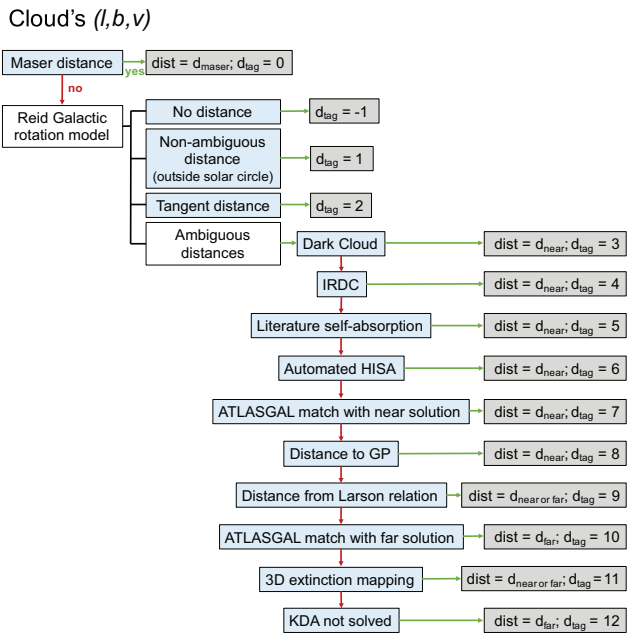 Cloud's (l,b,v)
Maser distance
yes
dist = dmaser; dtag = 0
no
Reid Galactic
rotation model
No distance
dtag = -1
Non-ambiguous
distance
(outside solar circle)
dtag = 1
Tangent distance
dtag = 2
Ambiguous
distances
Dark Cloud
dist = dnear; dtag = 3
IRDC
dist = dnear; dtag = 4
Literature self-absorption
dist = dnear; dtag = 5
Automated HISA
dist = dnear; dtag = 6
ATLASGAL match with near solution
dist = dnear; dtag = 7
Distance to GP
dist = dnear; dtag = 8
Distance from Larson relation
dist = dnear or far; dtag = 9
ATLASGAL match with far solution
dist = dfar; dtag = 10
3D extinction mapping
dist = dnear or far; dtag = 11
KDA not solved
dist = dfar; dtag = 12